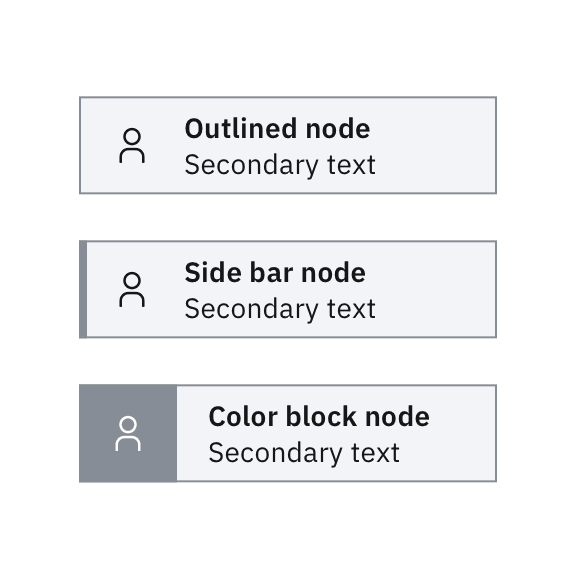 Outlined node
Secondary text
Side bar node
Secondary text
Color block node
Secondary text